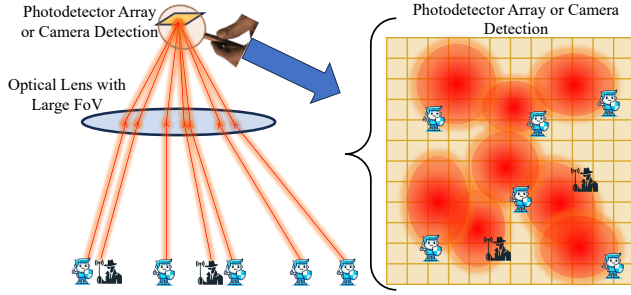 Photodetector Array
or Camera Detection
Optical Lens with
Large FoV
Photodetector Array or Camera
Detection